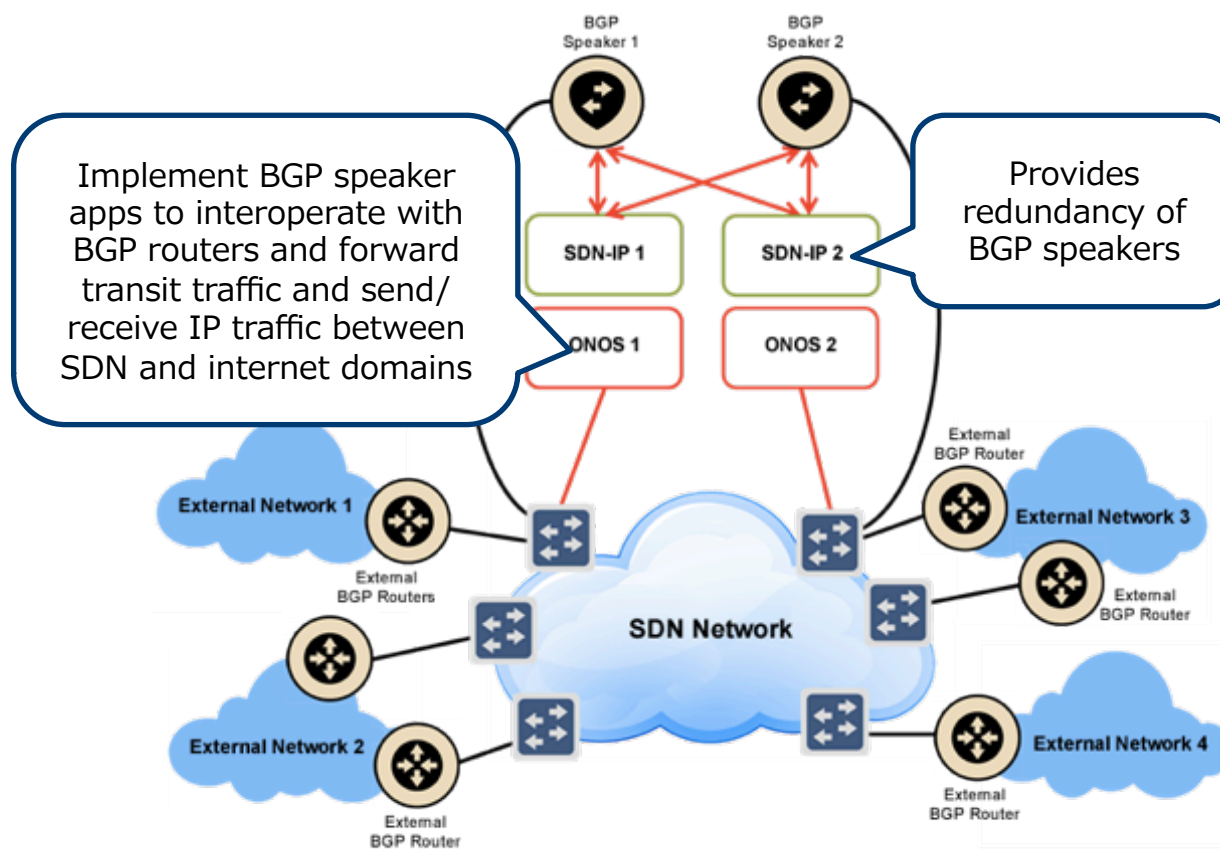 BGP
Speaker 1
BGP
Speaker 2
Implement BGP speaker
apps to interoperate with
BGP routers and forward
transit traffic and send/
receive IP traffic between
SDN and internet domains
Provides
redundancy of
BGP speakers
SDN-IP 1
SDN-IP 2
ONOS 1
ONOS 2
External Network 1
External
BGP Routers
External
BGP Router
External Network 3
External
BGP Router
SDN Network
External Network 2
External
BGP Router
External Network 4
External
BGP Router